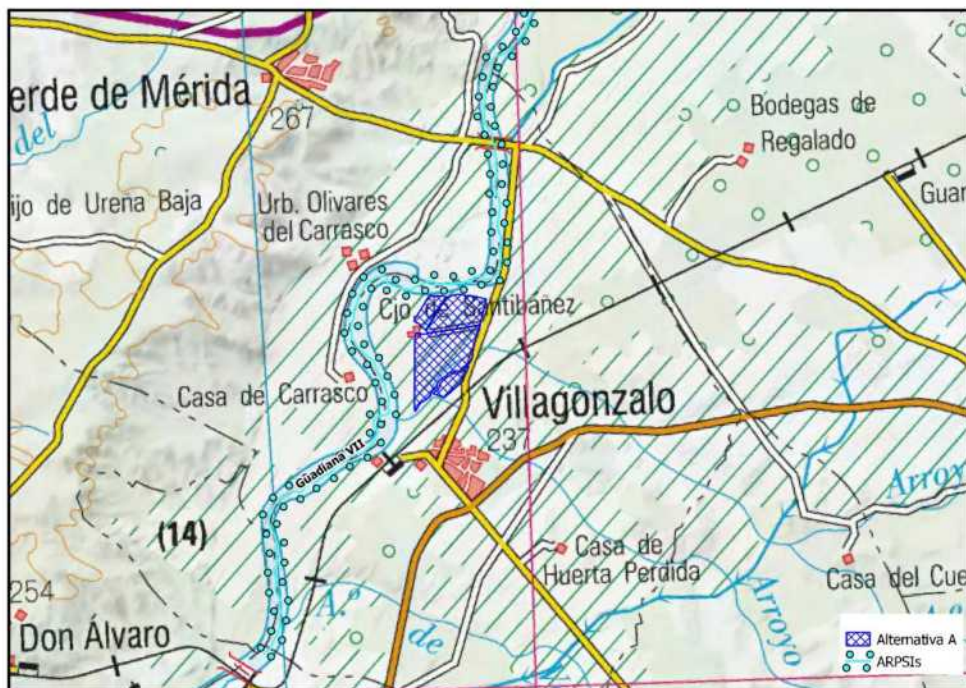 erde de Mérida
267
Bodegas de
Regalado
del
ijo de Ureña Baja
Urb. Olivares
del Carrasco
Guar
Cjo de Santibáñez
Casa de Carrasco
Villagonzalo
237
Guadiana VII
Arroyo
(14)
Casa de
Huerta Perdida
Casa del Cue
254
A.º
de
Arroyo
A.º
Don Álvaro
Alternativa A
ARPSIs